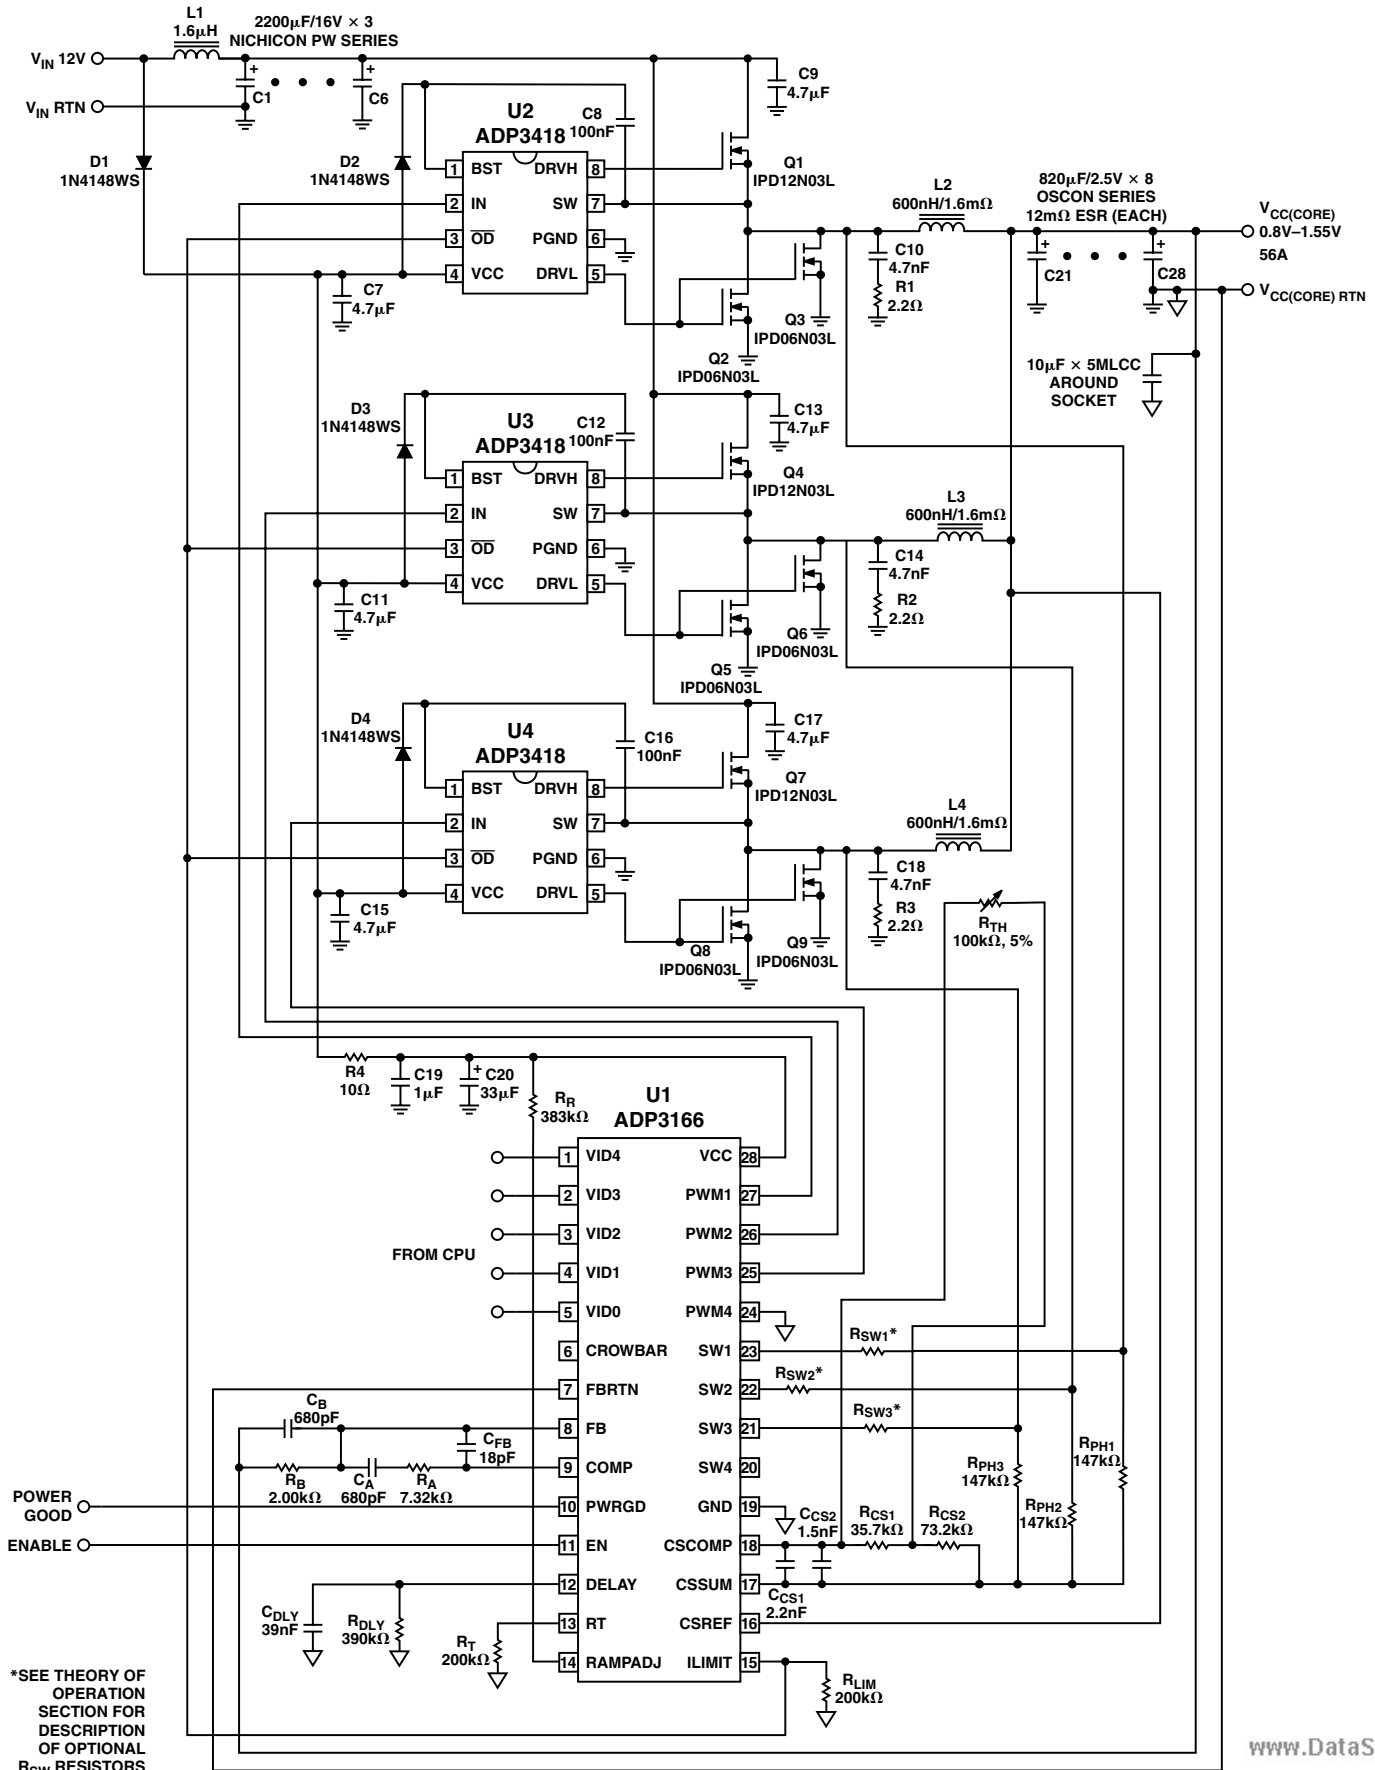 L1
1.6μH
2200μF/16V × 3
NICHICON PW SERIES
VIN 12V
VIN RTN
+
C1
+
C6
C9
4.7μF
D1
1N4148WS
D2
1N4148WS
U2
ADP3418
C8
100nF
1 BST DRVH 8
2 IN SW 7
3 OD PGND 6
4 VCC DRVL 5
Q1
IPD12N03L
C7
4.7μF
L2
600nH/1.6mΩ
820μF/2.5V × 8
OSCON SERIES
12mΩ ESR (EACH)
VCC(CORE)
0.8V–1.55V
56A
VCC(CORE) RTN
C10
4.7nF
R1
2.2Ω
+
C21
+
C28
Q3
IPD06N03L
Q2
IPD06N03L
10μF × 5MLCC
AROUND
SOCKET
D3
1N4148WS
U3
ADP3418
C12
100nF
C13
4.7μF
1 BST DRVH 8
2 IN SW 7
3 OD PGND 6
4 VCC DRVL 5
Q4
IPD12N03L
L3
600nH/1.6mΩ
C11
4.7μF
C14
4.7nF
R2
2.2Ω
Q6
IPD06N03L
Q5
IPD06N03L
D4
1N4148WS
U4
ADP3418
C16
100nF
C17
4.7μF
1 BST DRVH 8
2 IN SW 7
3 OD PGND 6
4 VCC DRVL 5
Q7
IPD12N03L
L4
600nH/1.6mΩ
C15
4.7μF
C18
4.7nF
R3
2.2Ω
Q8
IPD06N03L
Q9
IPD06N03L
RTH
100kΩ, 5%
R4
10Ω
C19
1μF
+
C20
33μF
RR
383kΩ
U1
ADP3166
1 VID4 VCC 28
2 VID3 PWM1 27
3 VID2 PWM2 26
FROM CPU
4 VID1 PWM3 25
5 VID0 PWM4 24
6 CROWBAR SW1 23
7 FBRTN SW2 22
8 FB SW3 21
9 COMP SW4 20
10 PWRGD GND 19
11 EN CSCOMP 18
12 DELAY CSSUM 17
13 RT CSREF 16
14 RAMPADJ ILIMIT 15
RSW1*
RSW2*
RSW3*
CB
680pF
CFB
18pF
RB
2.00kΩ
CA
680pF
RA
7.32kΩ
RPH1
147kΩ
RPH3
147kΩ
RPH2
147kΩ
POWER
GOOD
ENABLE
CCS2
1.5nF
RCS1
35.7kΩ
RCS2
73.2kΩ
CCS1
2.2nF
CDLY
39nF
RDLY
390kΩ
RT
200kΩ
RLIM
200kΩ
*SEE THEORY OF
OPERATION
SECTION FOR
DESCRIPTION
OF OPTIONAL
RSW RESISTORS
www.DataS